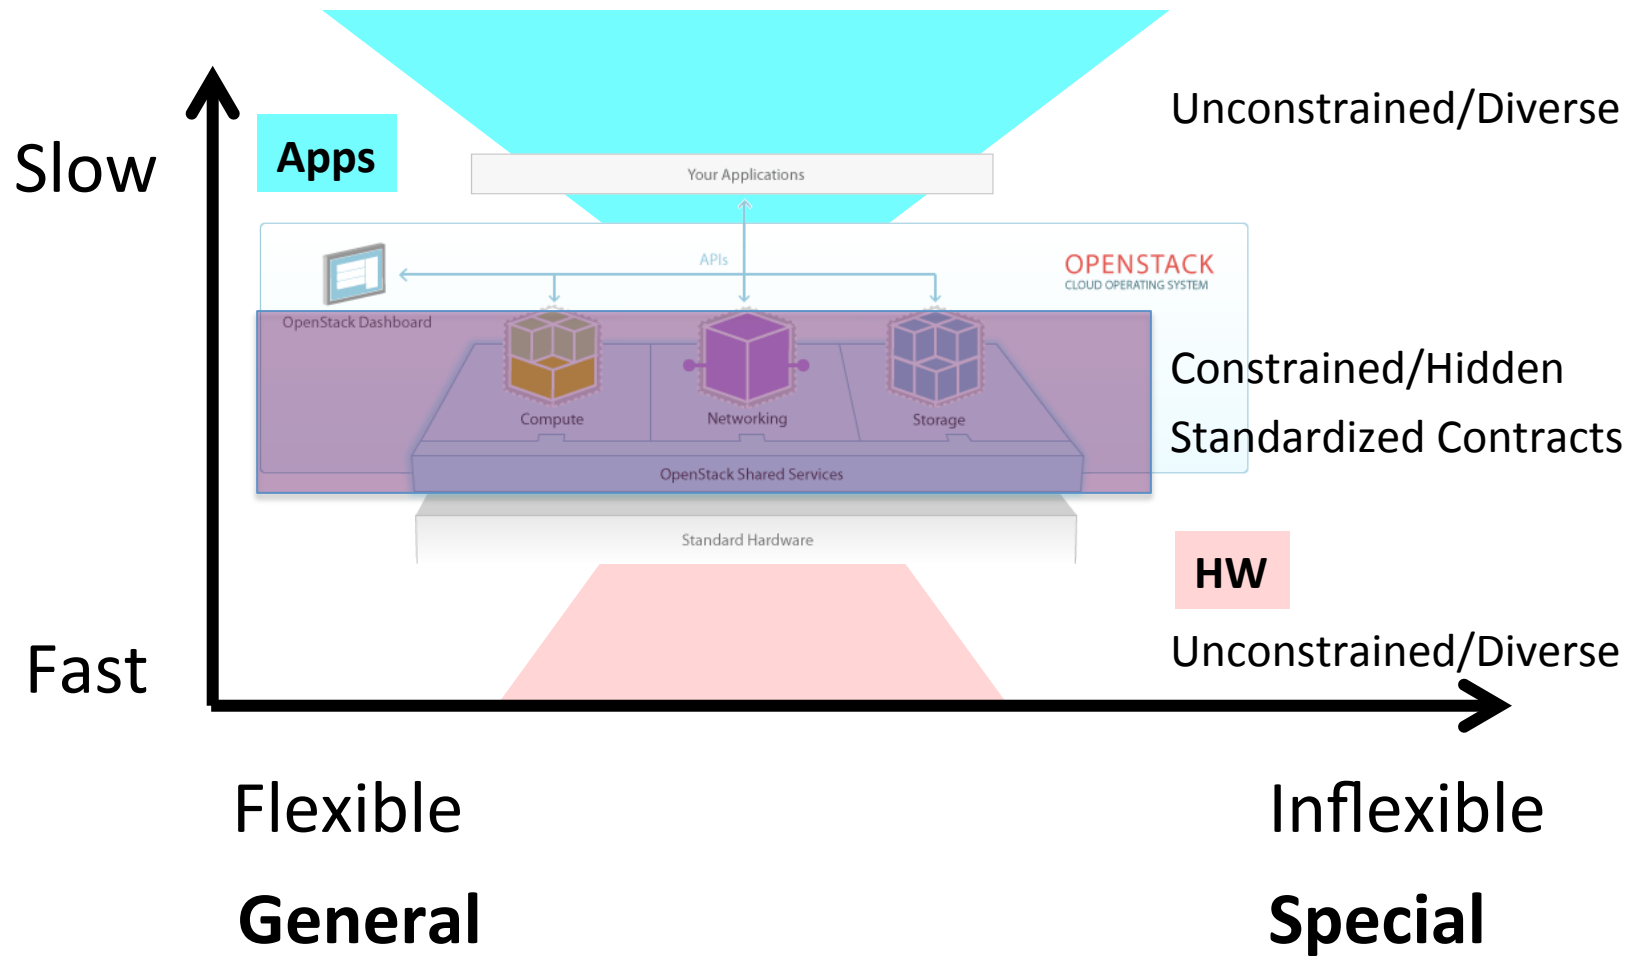 Unconstrained/Diverse
Slow
Apps
Your Applications
APIs
OPENSTACK
CLOUD OPERATING SYSTEM
OpenStack Dashboard
Constrained/Hidden
Compute
Networking
Storage
Standardized Contracts
OpenStack Shared Services
Standard Hardware
HW
Fast
Unconstrained/Diverse
Flexible
Inflexible
General
Special